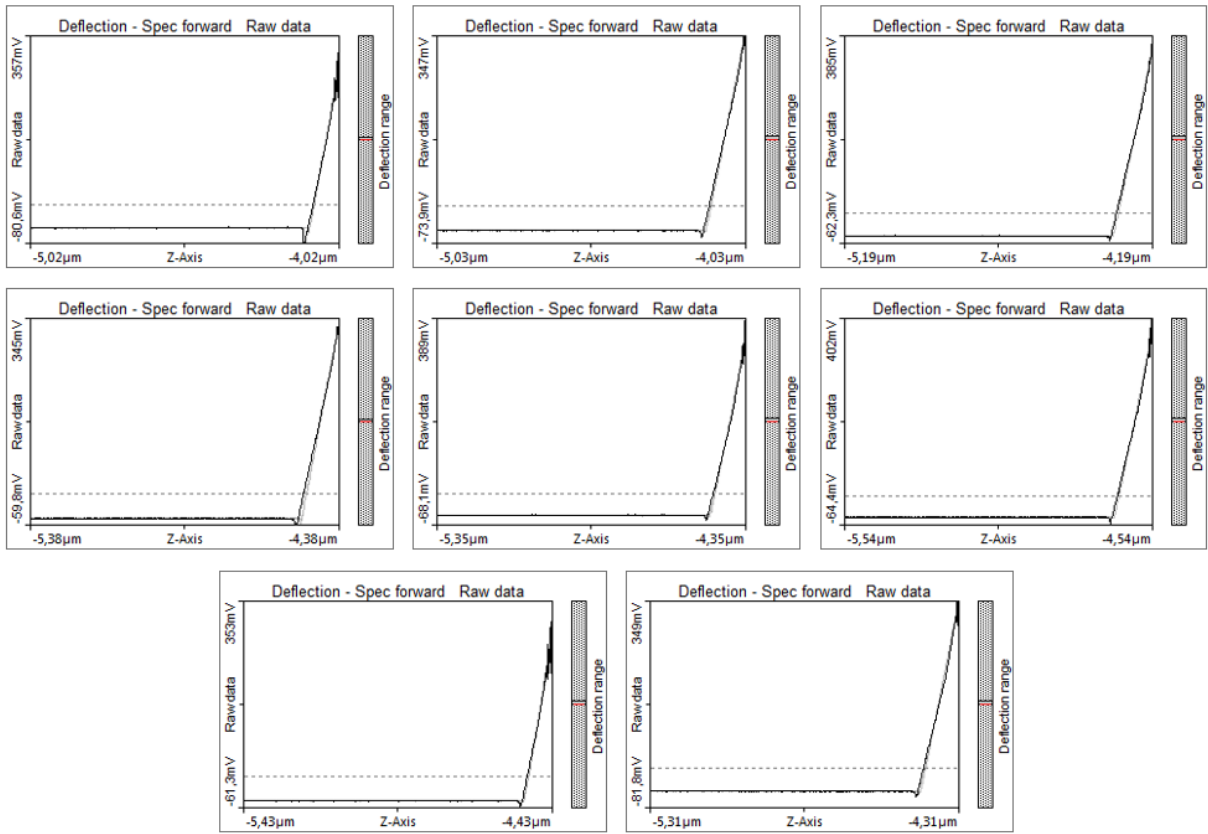 Deflection - Spec forward Raw data
357mV
Raw data
-80,6mV
Deflection range
-5,02µm Z-Axis -4,02µm
Deflection - Spec forward Raw data
347mV
Raw data
-73,9mV
Deflection range
-5,03µm Z-Axis -4,03µm
Deflection - Spec forward Raw data
385mV
Raw data
-62,3mV
Deflection range
-5,19µm Z-Axis -4,19µm
Deflection - Spec forward Raw data
345mV
Raw data
-59,8mV
Deflection range
-5,38µm Z-Axis -4,38µm
Deflection - Spec forward Raw data
389mV
Raw data
-68,1mV
Deflection range
-5,35µm Z-Axis -4,35µm
Deflection - Spec forward Raw data
402mV
Raw data
-64,4mV
Deflection range
-5,54µm Z-Axis -4,54µm
Deflection - Spec forward Raw data
353mV
Raw data
-61,3mV
Deflection range
-5,43µm Z-Axis -4,43µm
Deflection - Spec forward Raw data
349mV
Raw data
-81,8mV
Deflection range
-5,31µm Z-Axis -4,31µm